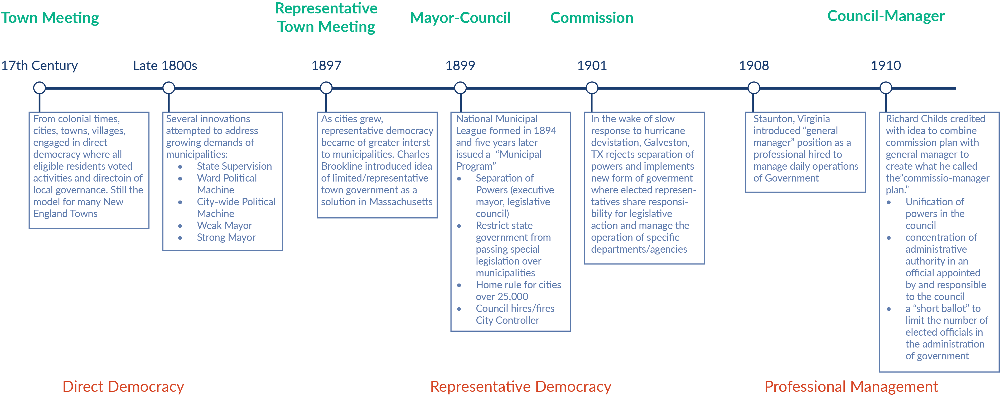 Town Meeting
Representative
Town Meeting
Mayor-Council
Commission
Council-Manager
17th Century
Late 1800s
1897
1899
1901
1908
1910
From colonial times,
cities, towns, villages,
engaged in direct
democracy where all
eligible residents voted
activities and directoin of
local governance. Still the
model for many New
England Towns
Several innovations
attempted to address
growing demands of
municipalities:
• State Supervision
• Ward Political
Machine
• City-wide Political
Machine
• Weak Mayor
• Strong Mayor
As cities grew,
representative democracy
became of greater interst
to municipalities. Charles
Brookline introduced idea
of limited/representative
town government as a
solution in Massachusetts
National Municipal
League formed in 1894
and five years later
issued a “Municipal
Program”
• Separation of
Powers (executive
mayor, legislative
council)
• Restrict state
government from
passing special
legislation over
municipalities
• Home rule for cities
over 25,000
• Council hires/fires
City Controller
In the wake of slow
response to hurricane
devistation, Galveston,
TX rejects separation of
powers and implements
new form of goverment
where elected represen-
tatives share responsi-
bility for legislative
action and manage the
operation of specific
departments/agencies
Staunton, Virginia
introduced “general
manager” position as a
professional hired to
manage daily operations
of Government
Richard Childs credited
with idea to combine
commission plan with
general manager to
create what he called
the”commissio-manager
plan.”
• Unification of
powers in the
council
• concentration of
administrative
authority in an
official appointed
by and responsible
to the council
• a “short ballot” to
limit the number of
elected officials in
the administration
of government
Direct Democracy
Representative Democracy
Professional Management